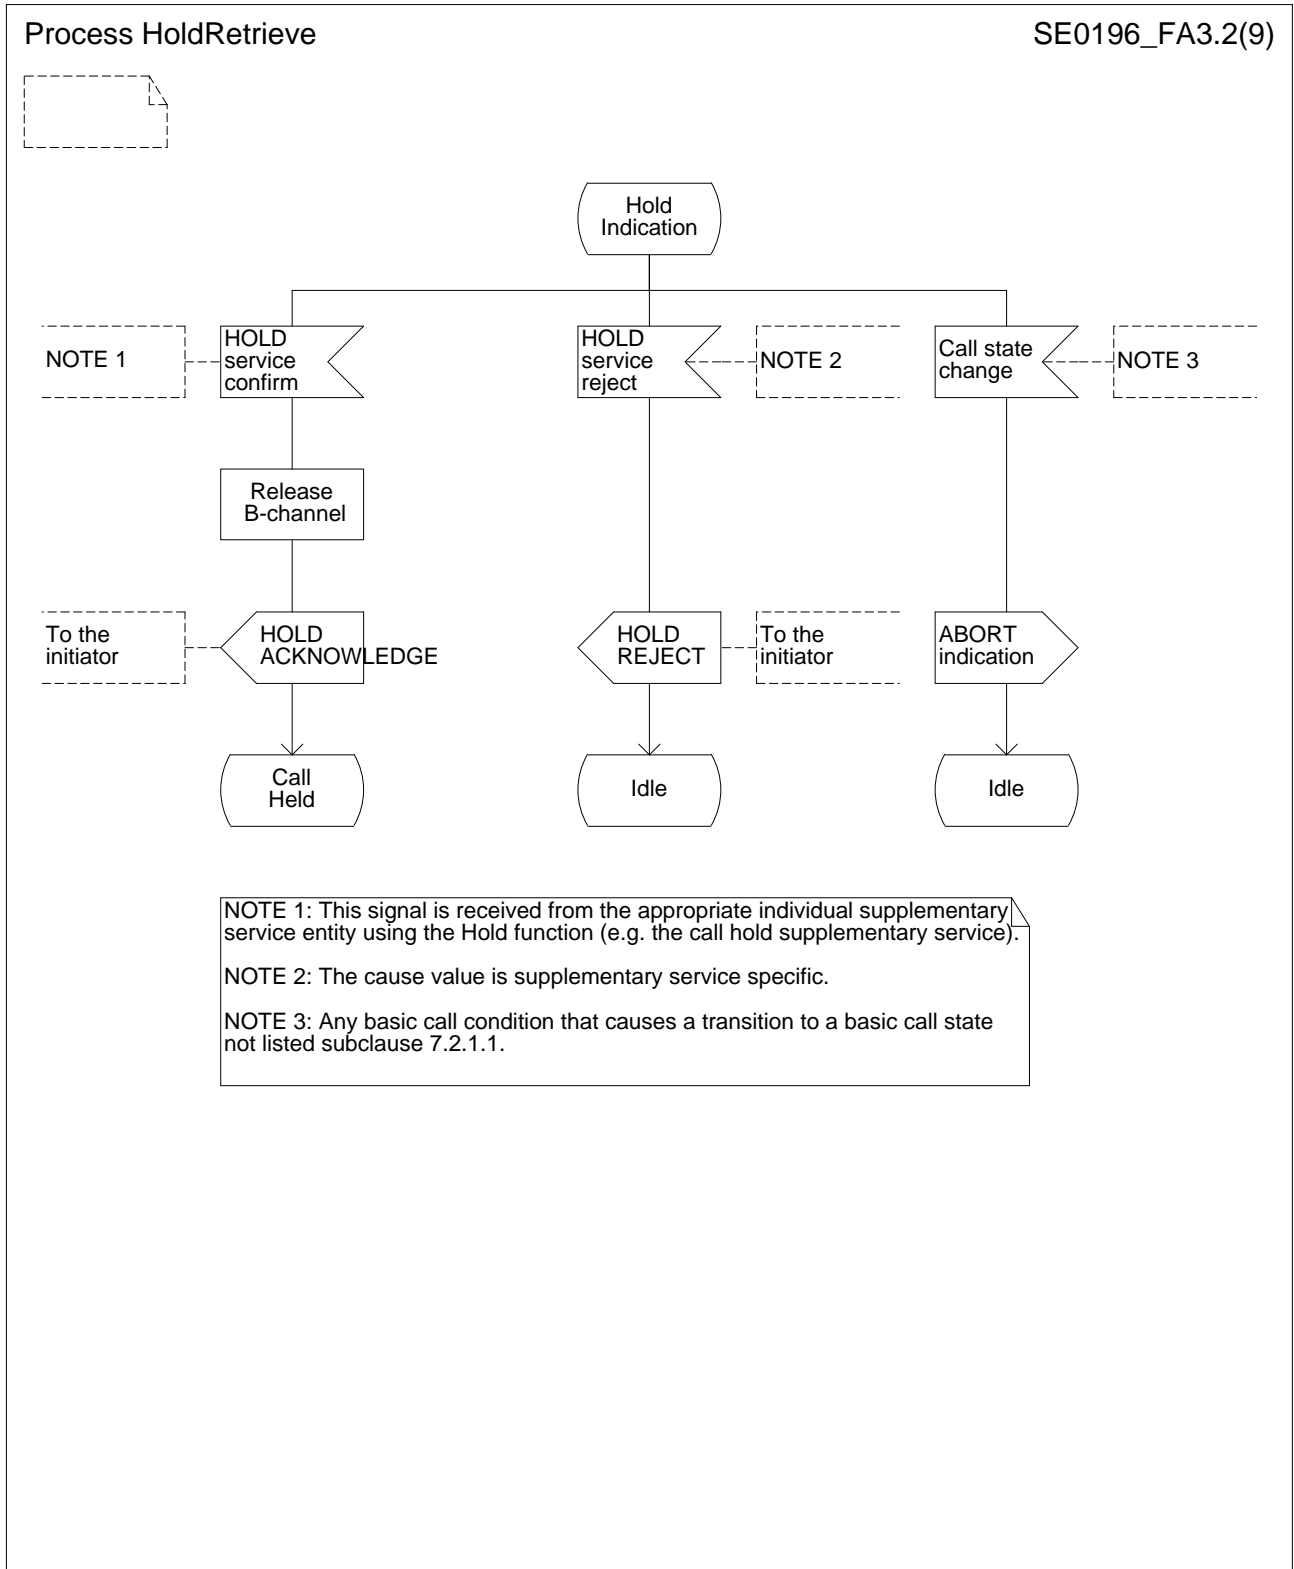 Process HoldRetrieve
SE0196_FA3.2(9)
Hold
Indication
NOTE 1
HOLD
service
confirm
HOLD
service
reject
NOTE 2
Call state
change
NOTE 3
Release
B-channel
To the
initiator
HOLD
ACKNOWLEDGE
HOLD
REJECT
To the
initiator
ABORT
indication
Call
Held
Idle
Idle
NOTE 1: This signal is received from the appropriate individual supplementary
service entity using the Hold function (e.g. the call hold supplementary service).
NOTE 2: The cause value is supplementary service specific.
NOTE 3: Any basic call condition that causes a transition to a basic call state
not listed subclause 7.2.1.1.